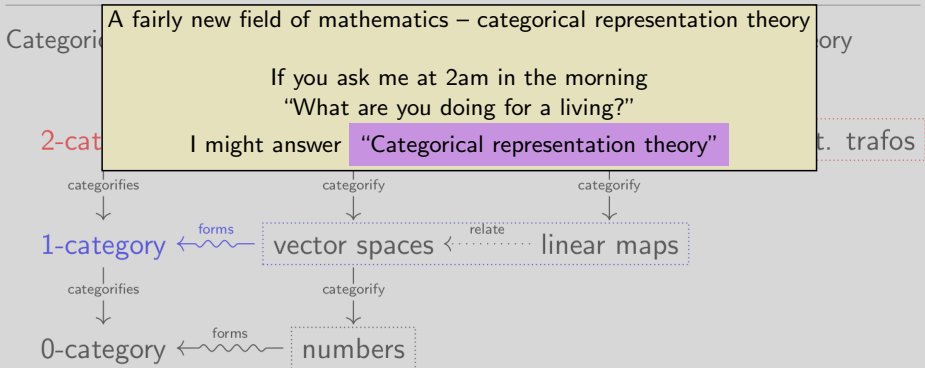 A fairly new field of mathematics – categorical representation theory
If you ask me at 2am in the morning
“What are you doing for a living?”
I might answer “Categorical representation theory”
t. trafos
categorifies categorify categorify
1-category forms vector spaces relate linear maps
categorifies categorify
0-category forms numbers